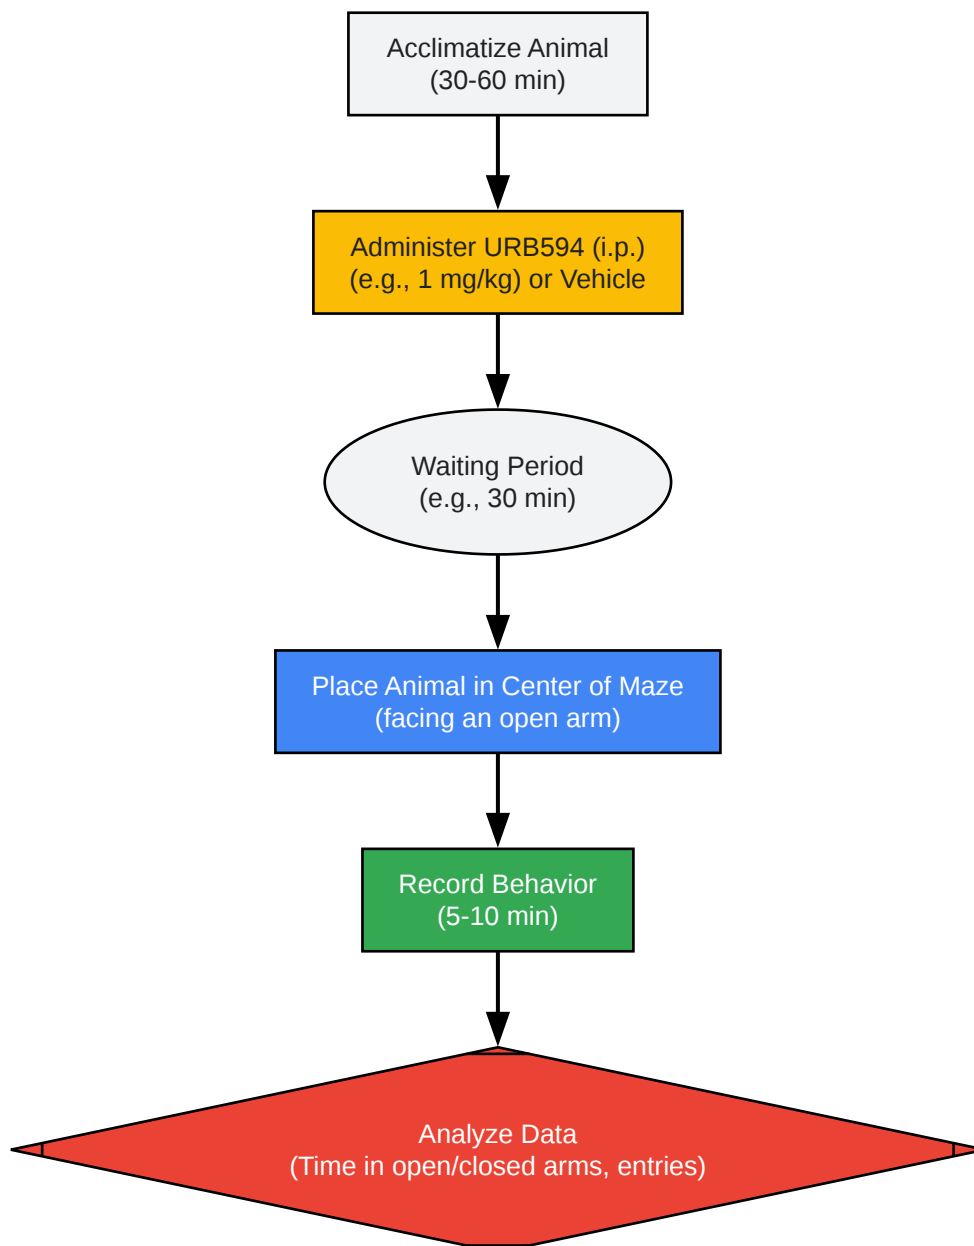 Acclimatize Animal
(30-60 min)
Administer URB594 (i.p.)
(e.g., 1 mg/kg) or Vehicle
Waiting Period
(e.g., 30 min)
Place Animal in Center of Maze
(facing an open arm)
Record Behavior
(5-10 min)
Analyze Data
(Time in open/closed arms, entries)